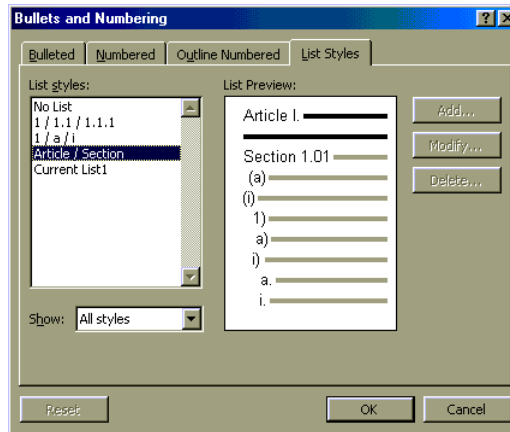 Bullets and Numbering
Bulleted Numbered Outline Numbered List Styles
List styles:
No List
1 / 1.1 / 1.1.1
1 / a / i
Article / Section
Current List1
Show: All styles
List Preview:
Article I.
Section 1.01
(a)
(i)
1)
a)
i)
a.
i.
Add...
Modify...
Delete...
Reset
OK
Cancel